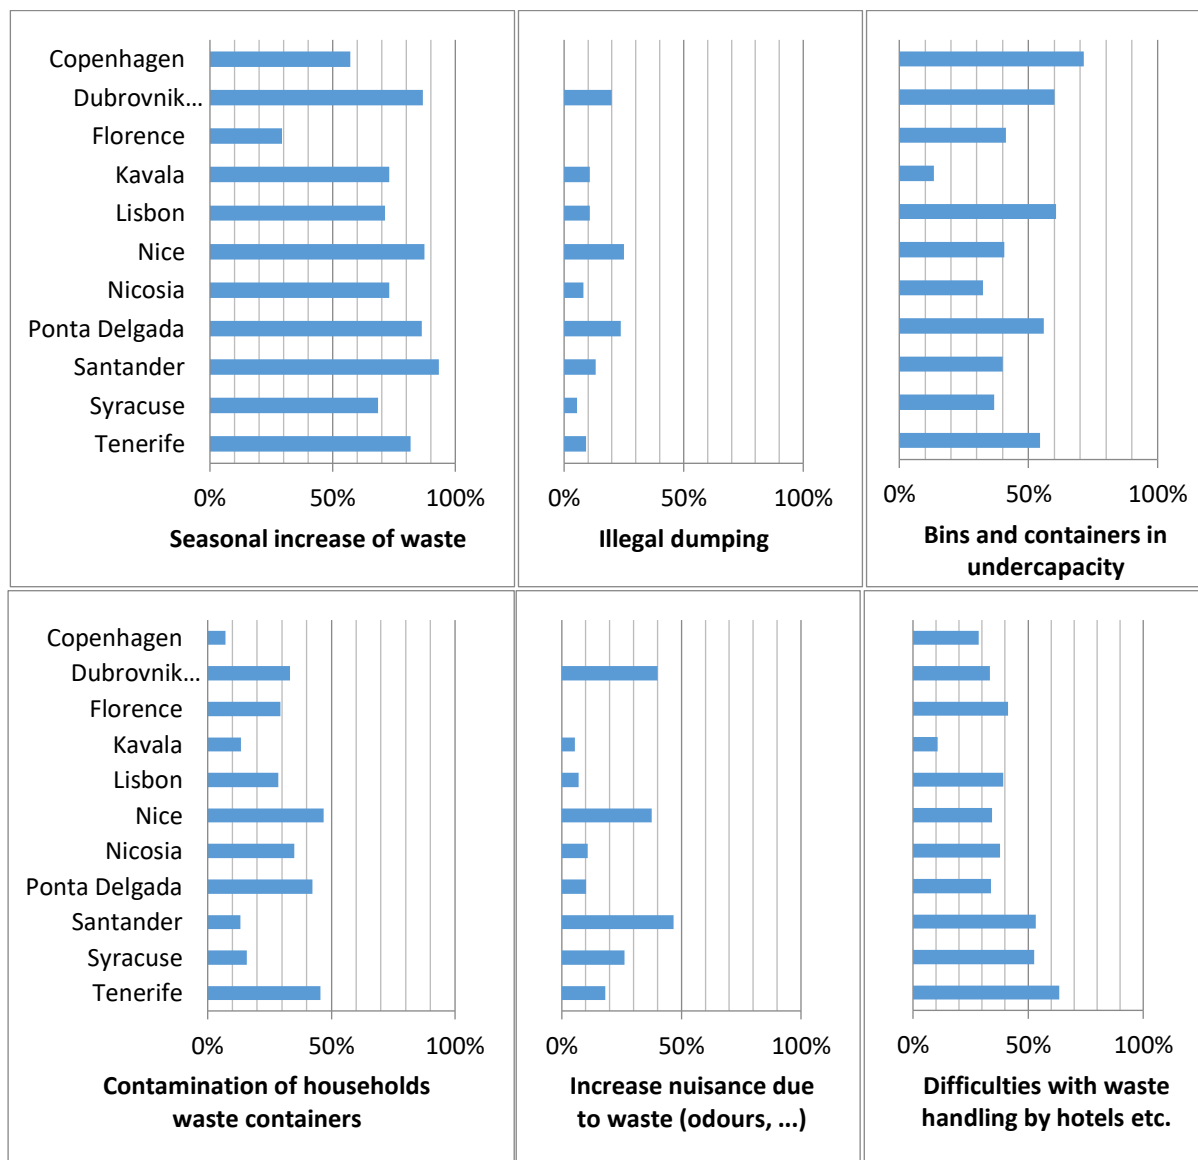 Copenhagen
Dubrovnik...
Florence
Kavala
Lisbon
Nice
Nicosia
Ponta Delgada
Santander
Syracuse
Tenerife
0% 50% 100%
Seasonal increase of waste
0% 50% 100%
Illegal dumping
0% 50% 100%
Bins and containers in
undercapacity
Copenhagen
Dubrovnik...
Florence
Kavala
Lisbon
Nice
Nicosia
Ponta Delgada
Santander
Syracuse
Tenerife
0% 50% 100%
Contamination of households
waste containers
0% 50% 100%
Increase nuisance due
to waste (odours, ...)
0% 50% 100%
Difficulties with waste
handling by hotels etc.